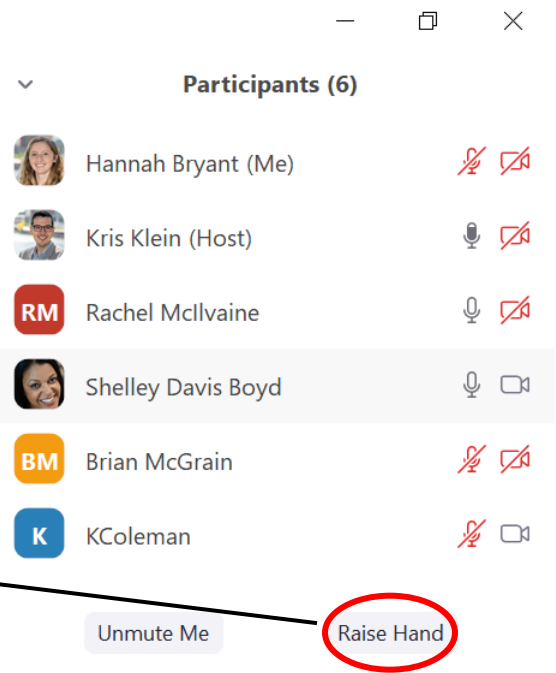 Participants (6)
Hannah Bryant (Me)
Kris Klein (Host)
RM Rachel McIlvaine
Shelley Davis Boyd
BM Brian McGrain
K KColeman
Unmute Me Raise Hand